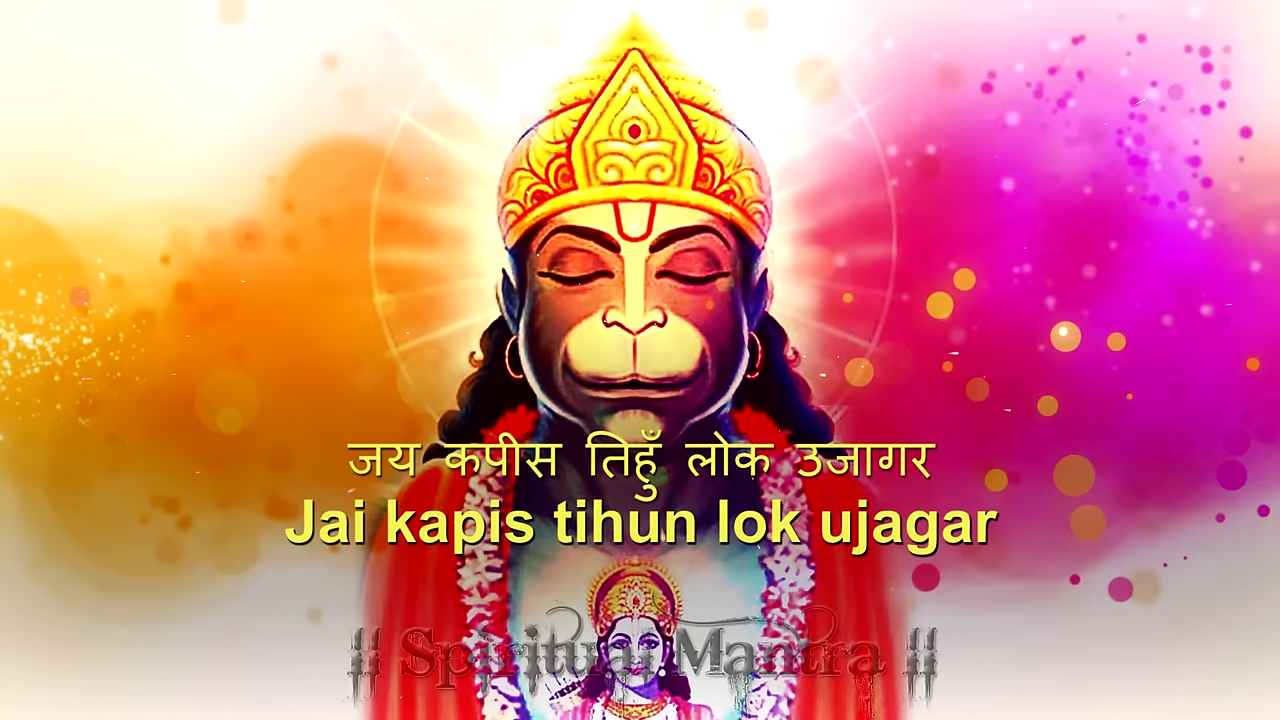 जय कपीस तिहुँ लोक उजागर
Jai kapis tihun lok ujagar
|| Spiritual Mantra ||